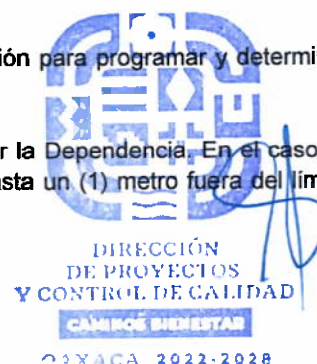 ión para programar y determi
r la Dependencia. En el caso
asta un (1) metro fuera del lím
DIRECCIÓN
DE PROYECTOS
Y CONTROL DE CALIDAD
CAMINOS BIENESTAR
OAXACA 2022-2028